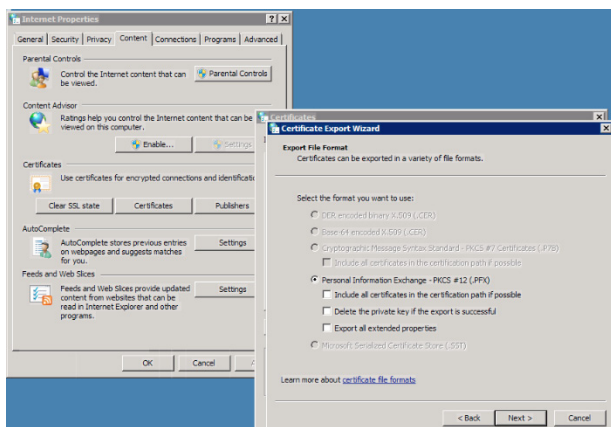 Internet Properties
General Security Privacy Content Connections Programs Advanced
Parental Controls
Control the Internet content that can
be viewed.
Parental Controls
Content Advisor
Ratings help you control the Internet content that can be
viewed on this computer.
Enable...
Settings
Certificates
Use certificates for encrypted connections and identificatio
Clear SSL state
Certificates
Publishers
AutoComplete
AutoComplete stores previous entries
on webpages and suggests matches
for you.
Settings
Feeds and Web Slices
Feeds and Web Slices provide updated
content from websites that can be
read in Internet Explorer and other
programs.
Settings
OK
Cancel
Certificates
Certificate Export Wizard
Export File Format
Certificates can be exported in a variety of file formats.
Select the format you want to use:
DER encoded binary X.509 (.CER)
Base-64 encoded X.509 (.CER)
Cryptographic Message Syntax Standard - PKCS #7 Certificates (.P7B)
Include all certificates in the certification path if possible
Personal Information Exchange - PKCS #12 (.PFX)
Include all certificates in the certification path if possible
Delete the private key if the export is successful
Export all extended properties
Microsoft Serialized Certificate Store (.SST)
Learn more about certificate file formats
< Back
Next >
Cancel